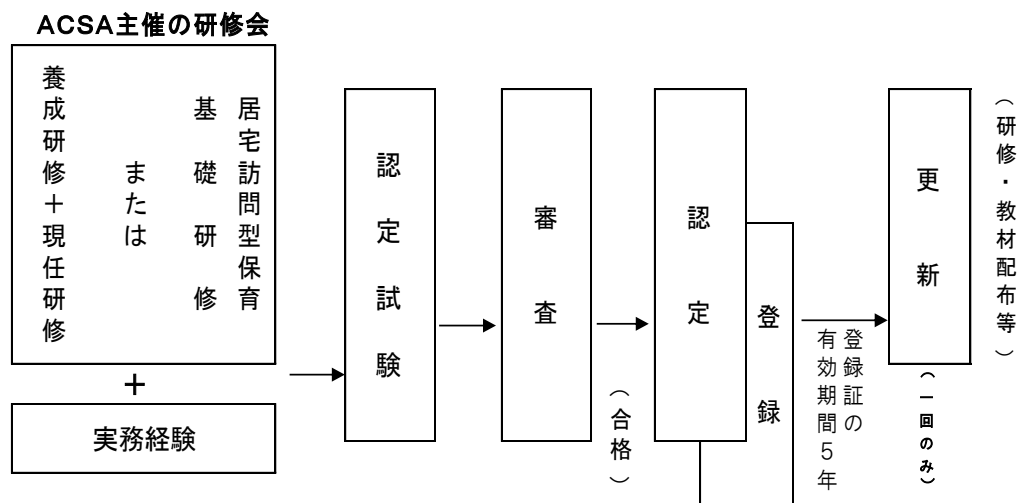 ACSA主催の研修会
居宅訪問型保育
基礎研修
または
養成研修+現任研修
+
実務経験
認定試験
審査
(合格)
認定
登録
登録証の
有効期間5年
更新
(一回のみ)
(研修・教材配布等)